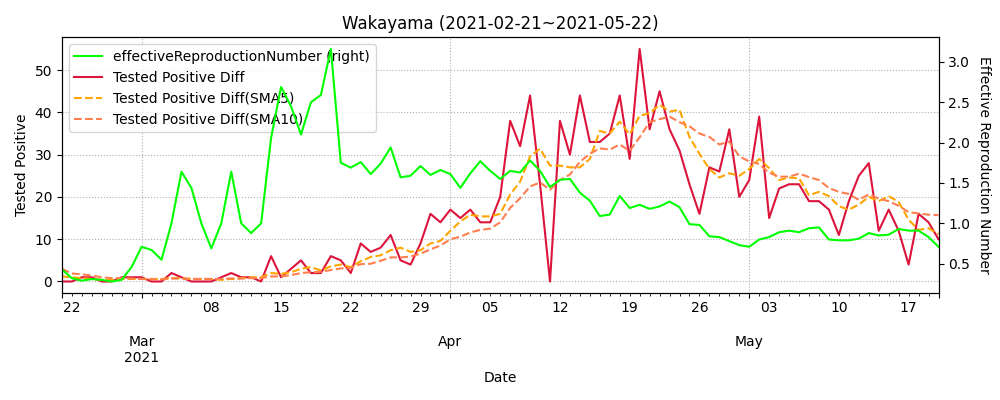 Wakayama (2021-02-21~2021-05-22)
effectiveReproductionNumber (right)
Tested Positive Diff
Tested Positive Diff(SMA5)
Tested Positive Diff(SMA10)
Tested Positive
50
40
30
20
10
0
3.0
2.5
2.0
1.5
1.0
0.5
Effective Reproduction Number
22 08 15 22 29 05 12 19 26 03 10 17
Mar Apr May
2021
Date